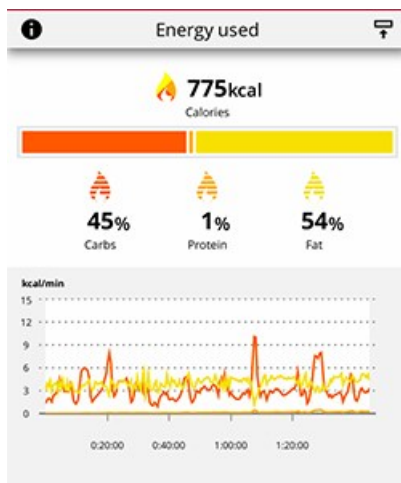 Energy used
775kcal
Calories
45% 1% 54%
Carbs Protein Fat
kcal/min
15
12
9
6
3
0
0:20:00 0:40:00 1:00:00 1:20:00